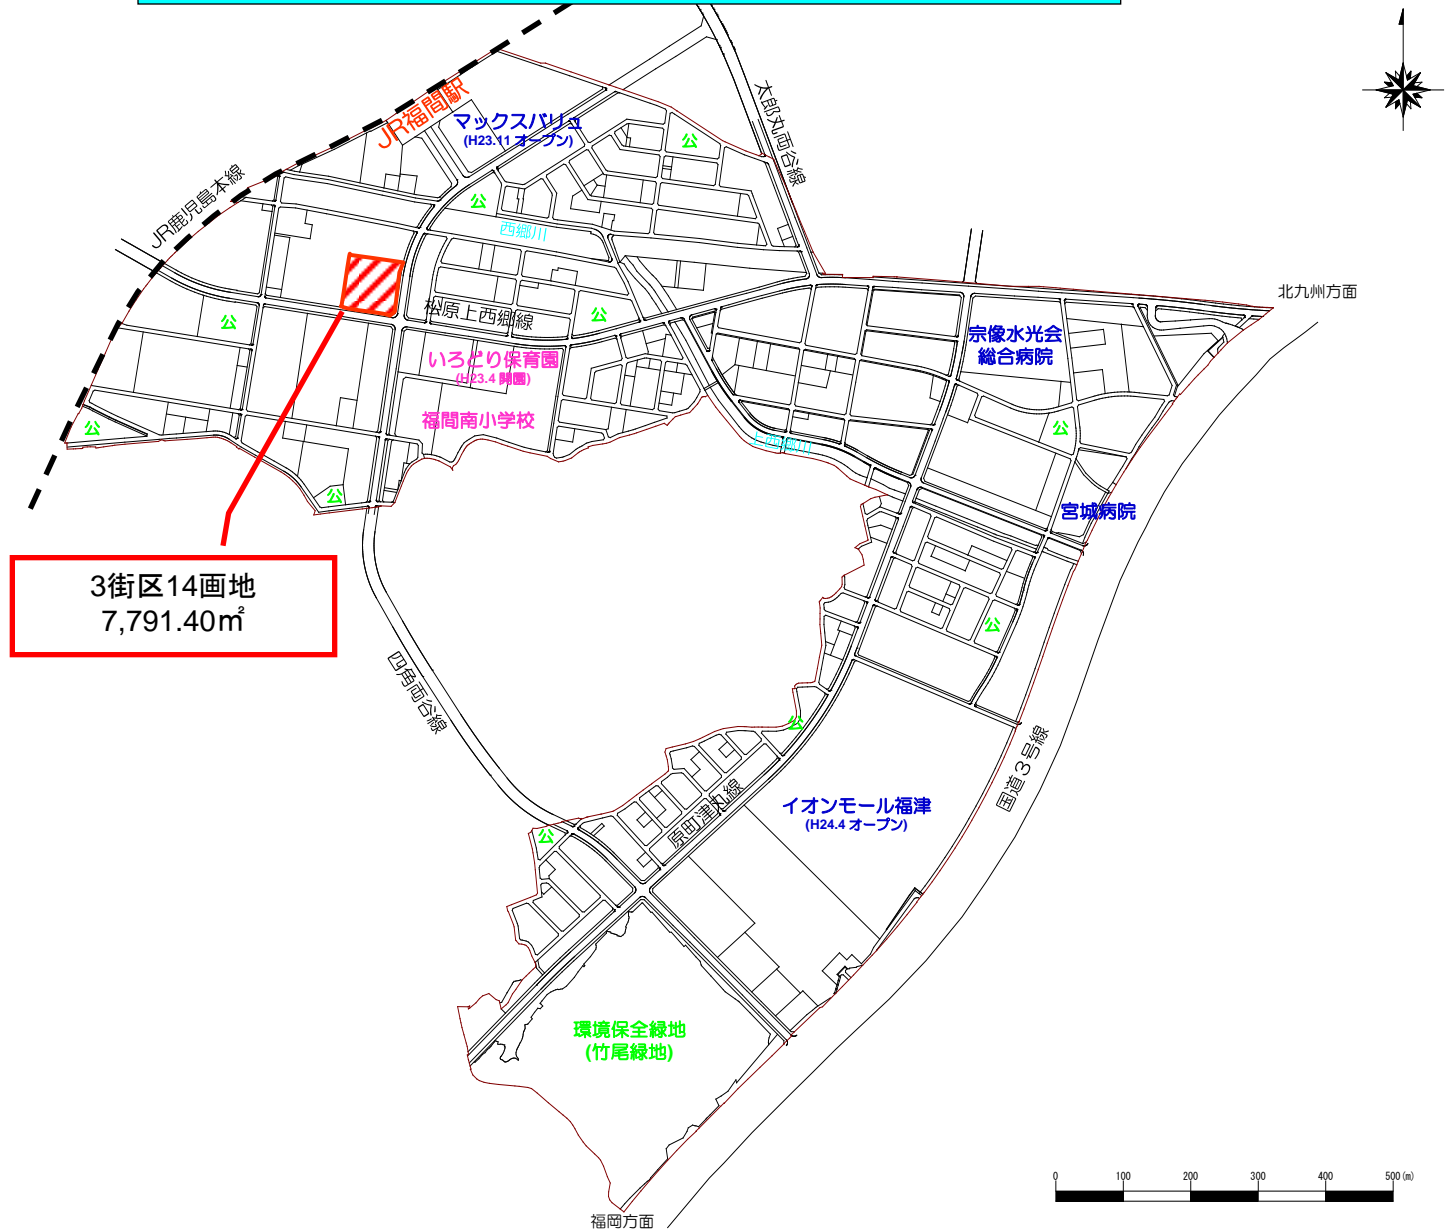 JR福間駅
マックスバリュ
(H23.11 オープン)
太郎丸両谷線
公
JR鹿児島本線
公
西郷川
北九州方面
松原上西郷線
公
公
宗像水光会
総合病院
いろどり保育園
(H23.4 開園)
福間南小学校
公
公
上西郷川
公
宮城病院
3街区14画地
7,791.40㎡
公
四角両谷線
公
国道3号線
イオンモール福津
(H24.4 オープン)
原町津丸線
公
環境保全緑地
(竹尾緑地)
0 100 200 300 400 500(m)
福岡方面